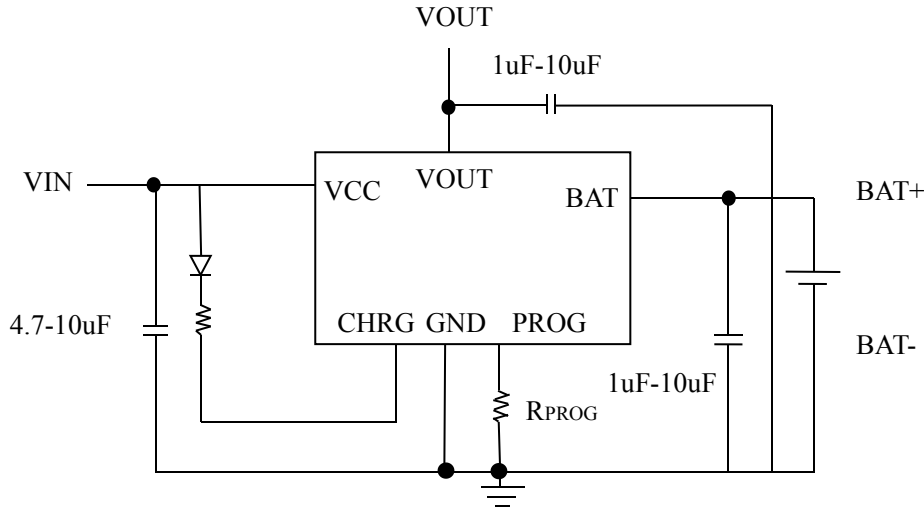 VOUT
1uF-10uF
VIN
VCC
VOUT
BAT
BAT+
4.7-10uF
CHRG GND PROG
BAT-
1uF-10uF
RPROG